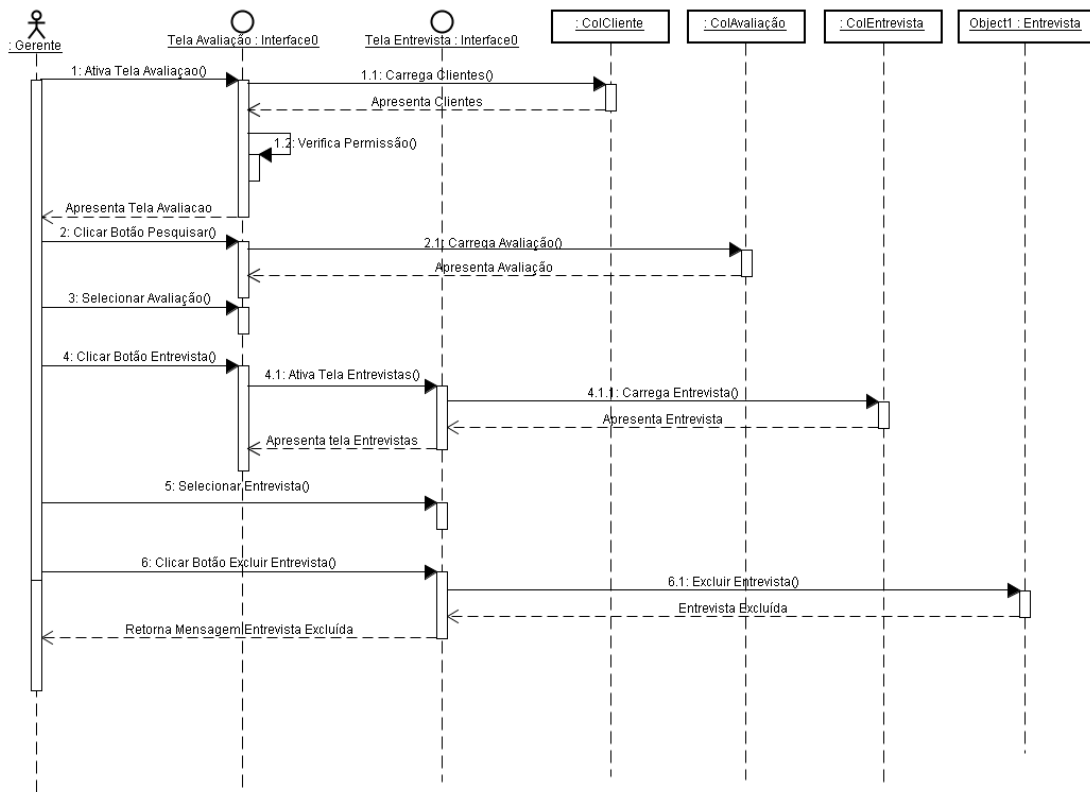 : Gerente
Tela Avaliação : Interface0
Tela Entrevista : Interface0
: ColCliente
: ColAvaliação
: ColEntrevista
Object1 : Entrevista
1: Ativa Tela Avaliaçao()
1.1: Carrega Clientes()
Apresenta Clientes
1.2: Verifica Permissão()
Apresenta Tela Avaliacao
2: Clicar Botão Pesquisar()
2.1: Carrega Avaliação()
Apresenta Avaliação
3: Selecionar Avaliação()
4: Clicar Botão Entrevista()
4.1: Ativa Tela Entrevistas()
4.1.1: Carrega Entrevista()
Apresenta Entrevista
Apresenta tela Entrevistas
5: Selecionar Entrevista()
6: Clicar Botão Excluir Entrevista()
6.1: Excluir Entrevista()
Entrevista Excluída
Retorna Mensagem Entrevista Excluída